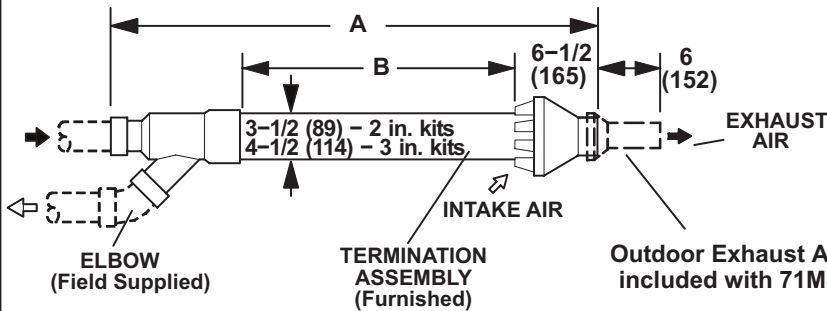 A
B
6−1/2
(165)
6
(152)
3−1/2 (89) − 2 in. kits
4−1/2 (114) − 3 in. kits
EXHAUST
AIR
INTAKE AIR
ELBOW
(Field Supplied)
TERMINATION
ASSEMBLY
(Furnished)
Outdoor Exhaust
included with